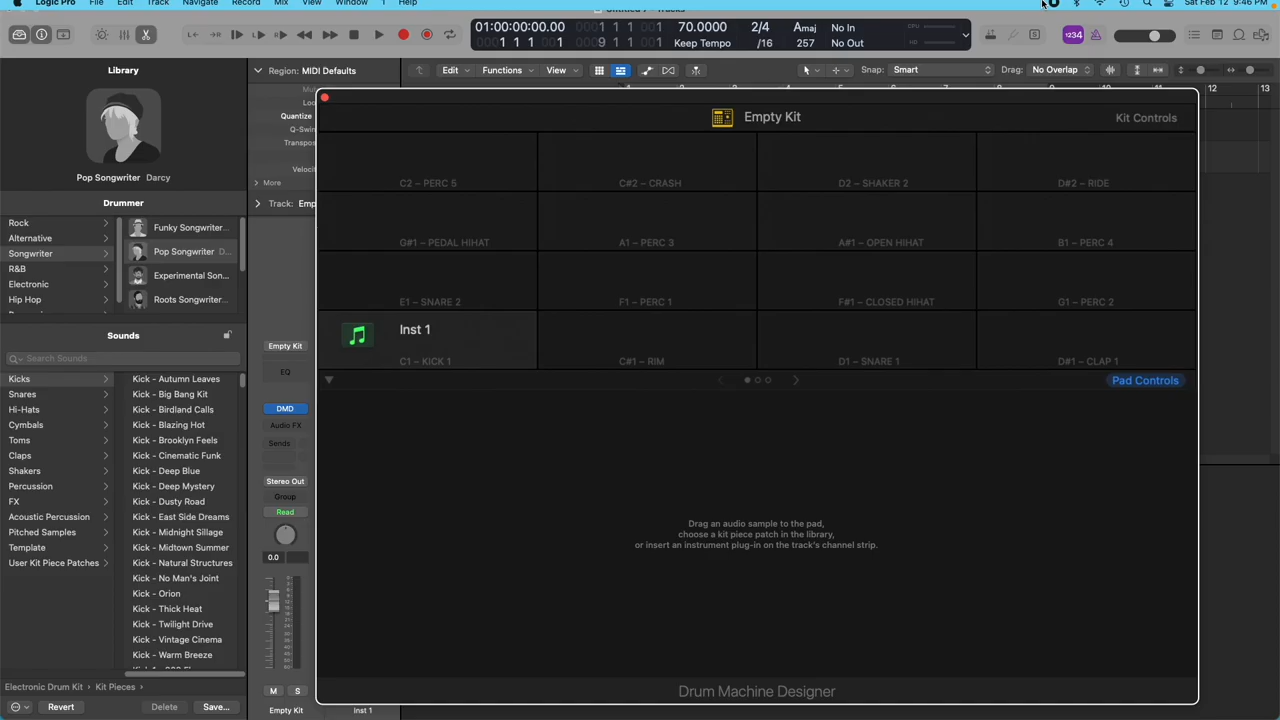 Logic Pro File Edit Track Navigate Record Mix View Window 1 Help Sat Feb 12 9:46 PM
01:00:00:00.00 70.0000 2/4 Amaj No In CPU
1 1 1 1 9 1 1 1 Keep Tempo /16 257 No Out 1234
Library Region: MIDI Defaults Edit Functions View Snap: Smart Drag: No Overlap
12 13
Quantize
Q-Swin
Transpos
Velocit
More
Track: Emp
Pop Songwriter Darcy
Drummer
Rock
Alternative
Songwriter
R&B
Electronic
Hip Hop
Funky Songwriter...
Pop Songwriter D...
Experimental Son...
Roots Songwriter...
Sounds
Search Sounds
Kicks
Snares
Hi-Hats
Cymbals
Toms
Claps
Shakers
Percussion
FX
Acoustic Percussion
Pitched Samples
Template
User Kit Piece Patches
Kick - Autumn Leaves
Kick - Big Bang Kit
Kick - Birdland Calls
Kick - Blazing Hot
Kick - Brooklyn Feels
Kick - Cinematic Funk
Kick - Deep Blue
Kick - Deep Mystery
Kick - Dusty Road
Kick - East Side Dreams
Kick - Midnight Sillage
Kick - Midtown Summer
Kick - Natural Structures
Kick - No Man's Joint
Kick - Orion
Kick - Thick Heat
Kick - Twilight Drive
Kick - Vintage Cinema
Kick - Warm Breeze
Electronic Drum Kit Kit Pieces
Revert Delete Save...
Empty Kit
EQ
DMD
Audio FX
Sends
Stereo Out
Group
Read
0.0
M S
Empty Kit Inst 1
Empty Kit Kit Controls
C2 – PERC 5 C#2 – CRASH D2 – SHAKER 2 D#2 – RIDE
G#1 – PEDAL HIHAT A1 – PERC 3 A#1 – OPEN HIHAT B1 – PERC 4
E1 – SNARE 2 F1 – PERC 1 F#1 – CLOSED HIHAT G1 – PERC 2
Inst 1
C1 – KICK 1 C#1 – RIM D1 – SNARE 1 D#1 – CLAP 1
Pad Controls
Drag an audio sample to the pad,
choose a kit piece patch in the library,
or insert an instrument plug-in on the track's channel strip.
Drum Machine Designer